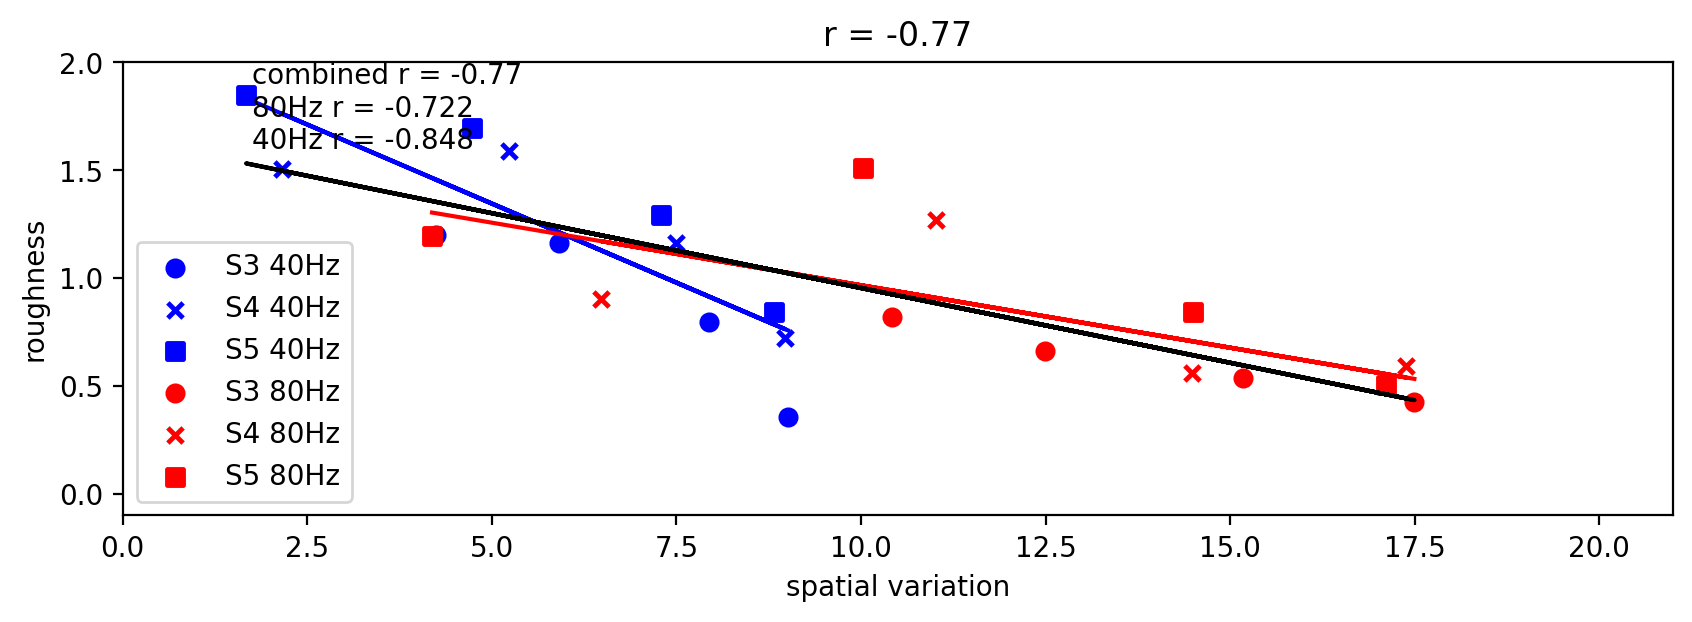 r = -0.77
combined r = -0.77
80Hz r = -0.722
40Hz r = -0.848
2.0
1.5
1.0
0.5
0.0
roughness
S3 40Hz
S4 40Hz
S5 40Hz
S3 80Hz
S4 80Hz
S5 80Hz
0.0 2.5 5.0 7.5 10.0 12.5 15.0 17.5 20.0
spatial variation